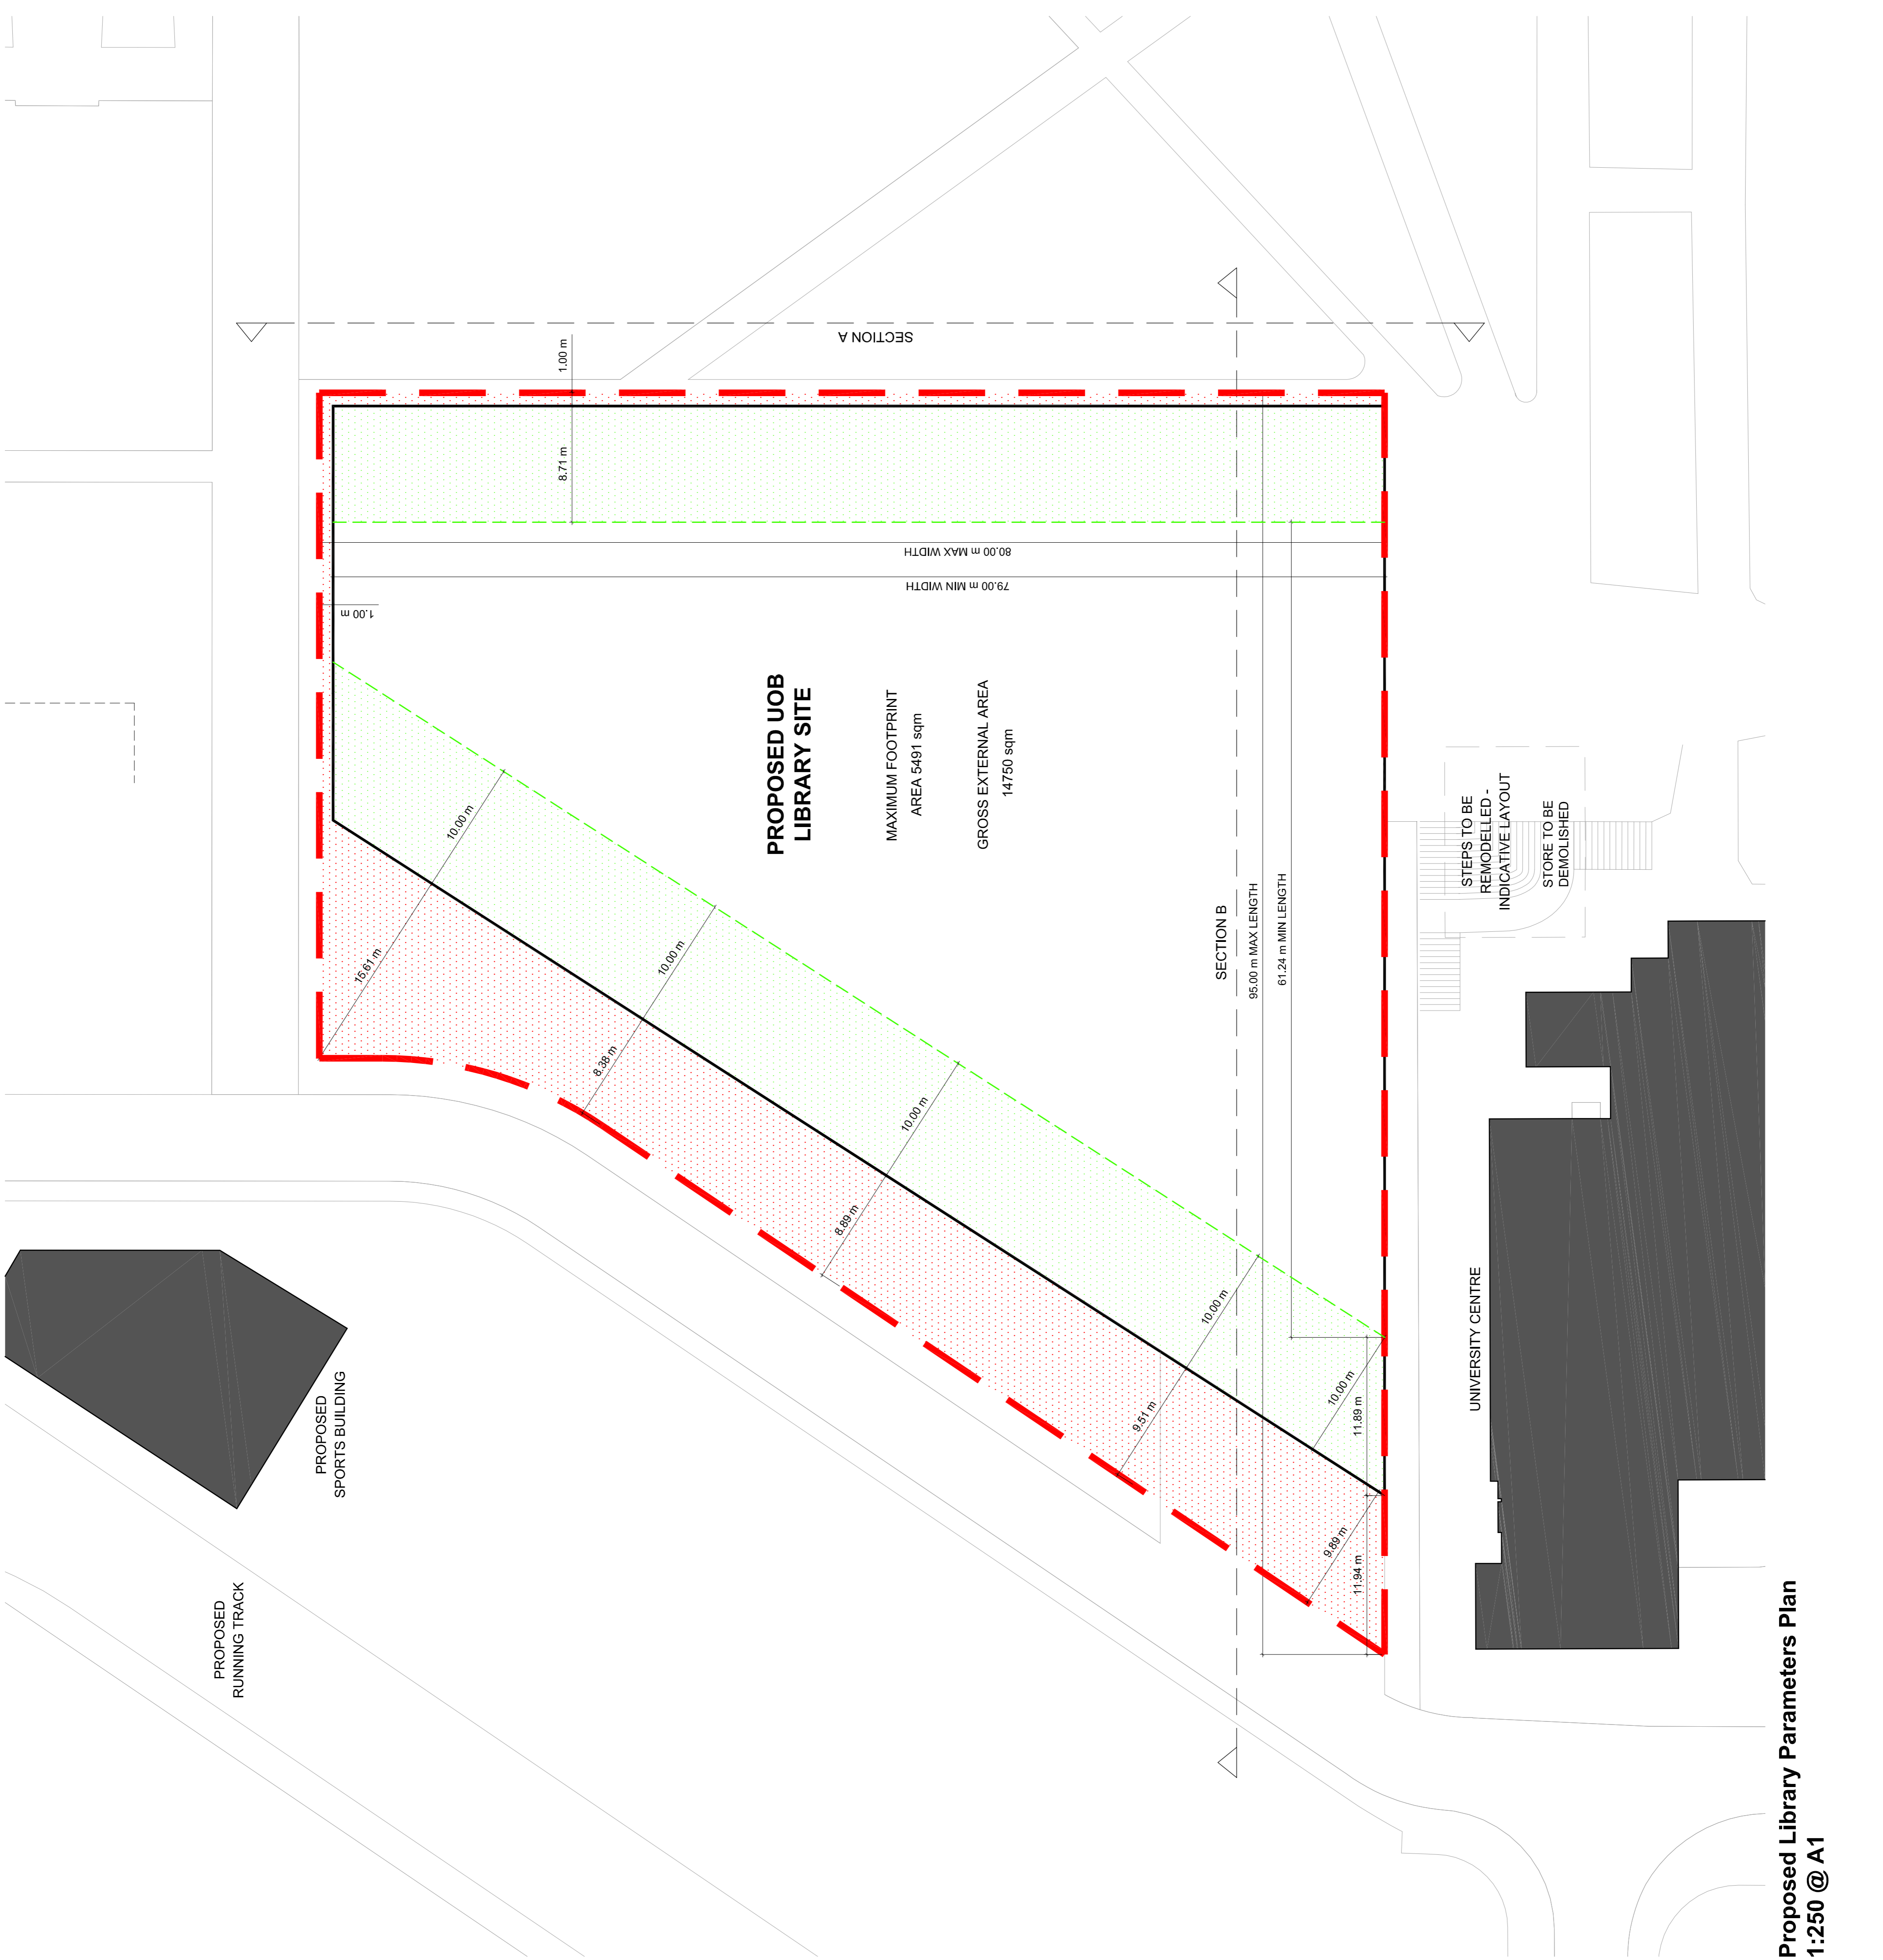 SECTION A
1.00 m
8.71 m
80.00 m MAX WIDTH
79.00 m MIN WIDTH
1.00 m
PROPOSED UOB
LIBRARY SITE
MAXIMUM FOOTPRINT
AREA 5491 sqm
GROSS EXTERNAL AREA
14750 sqm
10.00 m
15.61 m
10.00 m
8.38 m
10.00 m
8.89 m
10.00 m
9.51 m
10.00 m
11.89 m
9.89 m
11.94 m
SECTION B
95.00 m MAX LENGTH
61.24 m MIN LENGTH
STEPS TO BE
REMODELLED -
INDICATIVE LAYOUT
STORE TO BE
DEMOLISHED
UNIVERSITY CENTRE
PROPOSED
SPORTS BUILDING
PROPOSED
RUNNING TRACK
Proposed Library Parameters Plan
1:250 @ A1